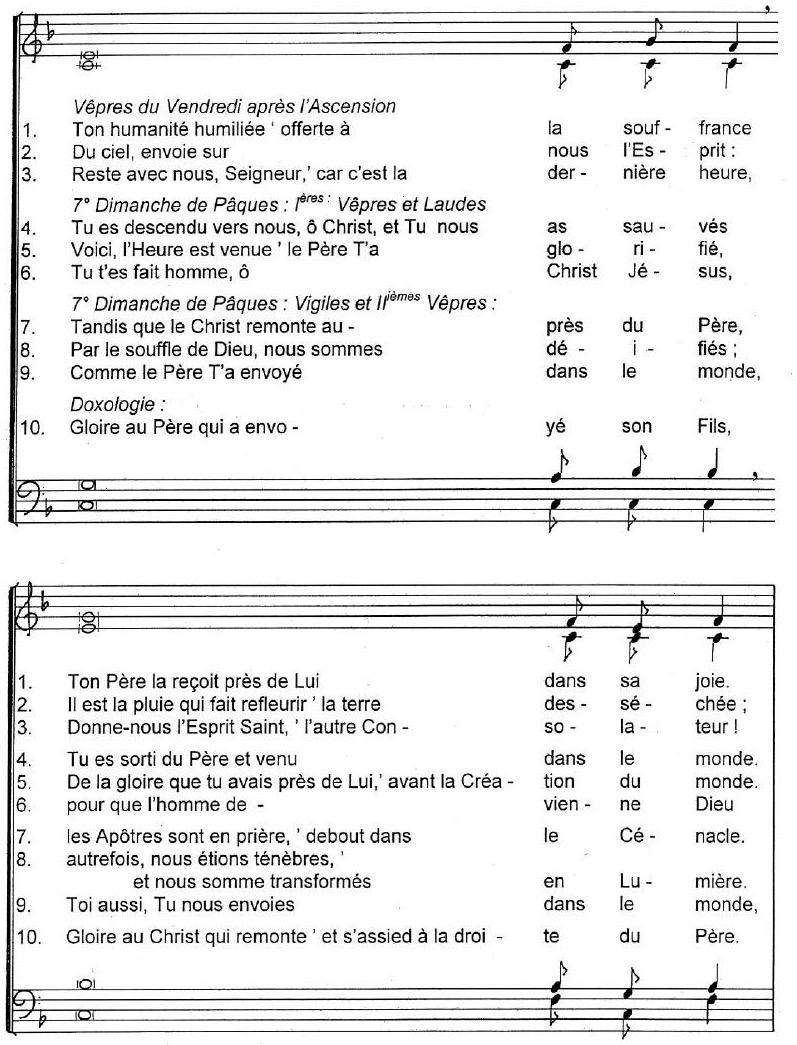 Vêpres du Vendredi après l'Ascension
1. Ton humanité humiliée ' offerte à la souf - france
2. Du ciel, envoie sur nous l'Es - prit :
3. Reste avec nous, Seigneur,' car c'est la der - nière heure,
7° Dimanche de Pâques : Ières : Vêpres et Laudes
4. Tu es descendu vers nous, ô Christ, et Tu nous as sau - vés
5. Voici, l'Heure est venue ' le Père T'a glo - ri - fié,
6. Tu t'es fait homme, ô Christ Jé - sus,
7° Dimanche de Pâques : Vigiles et IIièmes Vêpres :
7. Tandis que le Christ remonte au - près du Père,
8. Par le souffle de Dieu, nous sommes dé - i - fiés ;
9. Comme le Père T'a envoyé dans le monde,
Doxologie :
10. Gloire au Père qui a envo - yé son Fils,
1. Ton Père la reçoit près de Lui dans sa joie.
2. Il est la pluie qui fait refleurir ' la terre des - sé - chée ;
3. Donne-nous l'Esprit Saint, ' l'autre Con - so - la - teur !
4. Tu es sorti du Père et venu dans le monde.
5. De la gloire que tu avais près de Lui,' avant la Créa - tion du monde.
6. pour que l'homme de - vien - ne Dieu
7. les Apôtres sont en prière, ' debout dans le Cé - nacle.
8. autrefois, nous étions ténèbres, '
et nous somme transformés en Lu - mière.
9. Toi aussi, Tu nous envoies dans le monde,
10. Gloire au Christ qui remonte ' et s'assied à la droi - te du Père.